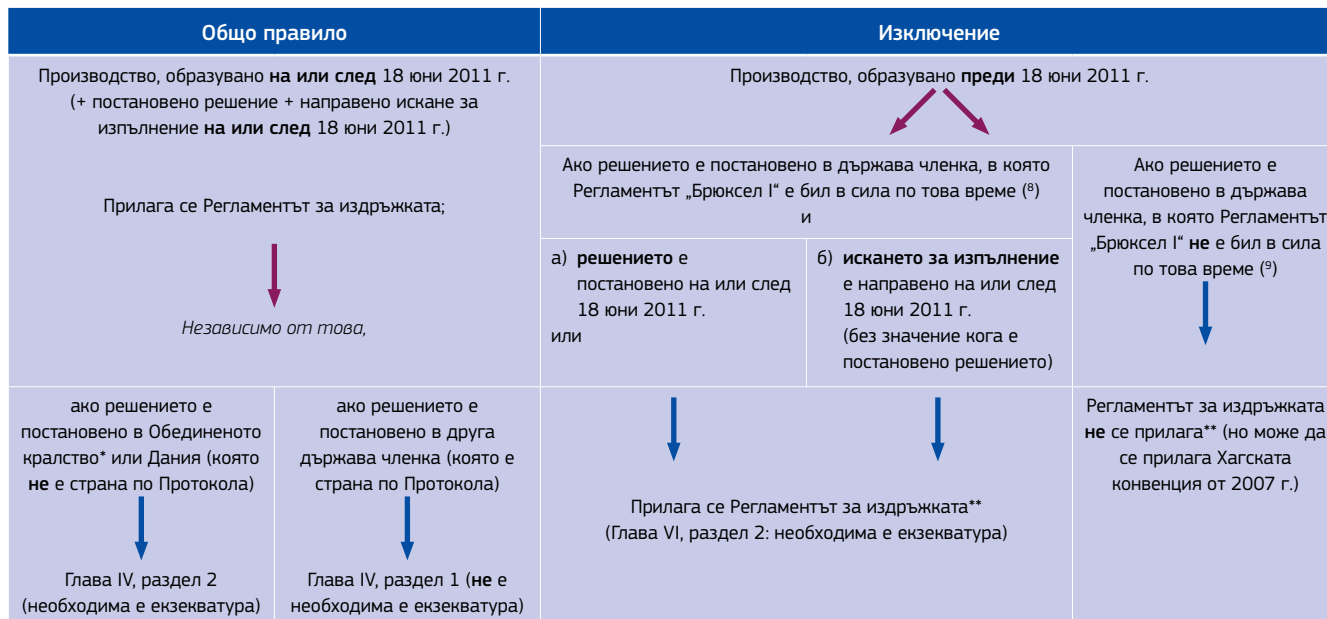 Общо правило
Изключение
Производство, образувано на или след 18 юни 2011 г.
(+ постановено решение + направено искане за
изпълнение на или след 18 юни 2011 г.)
Прилага се Регламентът за издръжката;
Независимо от това,
Производство, образувано преди 18 юни 2011 г.
Ако решението е постановено в държава членка, в която
Регламентът „Брюксел I“ е бил в сила по това време (⁸)
и
а) решението е
постановено на или след
18 юни 2011 г.
или
б) искането за изпълнение
е направено на или след
18 юни 2011 г.
(без значение кога е
постановено решението)
Ако решението е
постановено в държава
членка, в която Регламентът
„Брюксел I“ не е бил в сила
по това време (⁹)
ако решението е
постановено в Обединеното
кралство* или Дания (която
не е страна по Протокола)
Глава IV, раздел 2
(необходима е екзекватура)
ако решението е
постановено в друга
държава членка (която е
страна по Протокола)
Глава IV, раздел 1 (не е
необходима е екзекватура)
Прилага се Регламентът за издръжката**
(Глава VI, раздел 2: необходима е екзекватура)
Регламентът за издръжката
не се прилага** (но може да
се прилага Хагската
конвенция от 2007 г.)